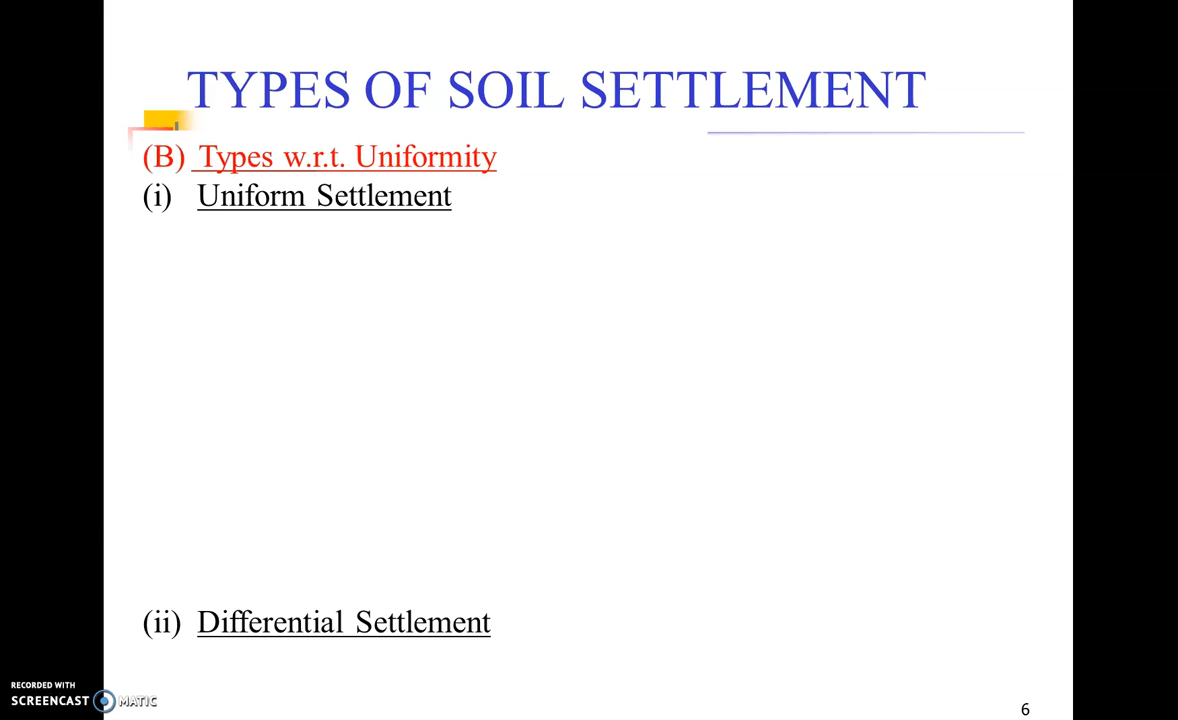 TYPES OF SOIL SETTLEMENT
(B) Types w.r.t. Uniformity
(i) Uniform Settlement
(ii) Differential Settlement
RECORDED WITH
SCREENCAST MATIC
6